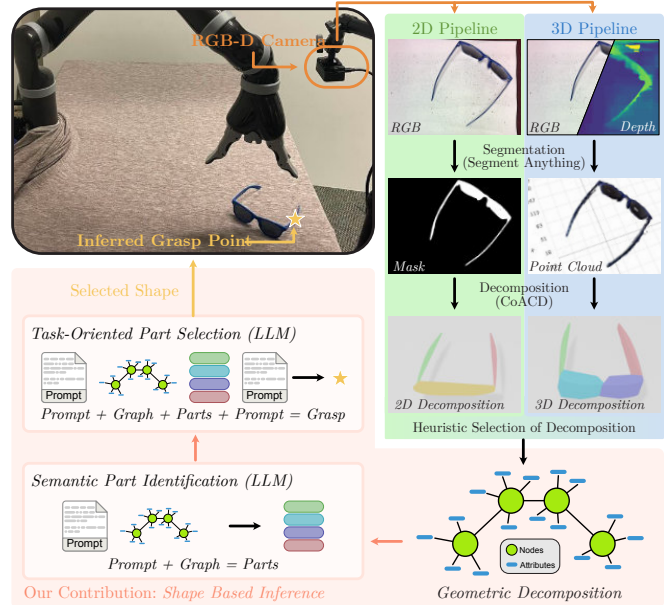 RGB-D Camera
Inferred Grasp Point
2D Pipeline
3D Pipeline
RGB
RGB
Depth
Segmentation
(Segment Anything)
Mask
Point Cloud
Decomposition
(CoACD)
2D Decomposition
3D Decomposition
Heuristic Selection of Decomposition
Selected Shape
Task-Oriented Part Selection (LLM)
Prompt
Prompt
Prompt + Graph + Parts + Prompt = Grasp
Semantic Part Identification (LLM)
Prompt
Prompt + Graph = Parts
Nodes
Attributes
Our Contribution: Shape Based Inference
Geometric Decomposition